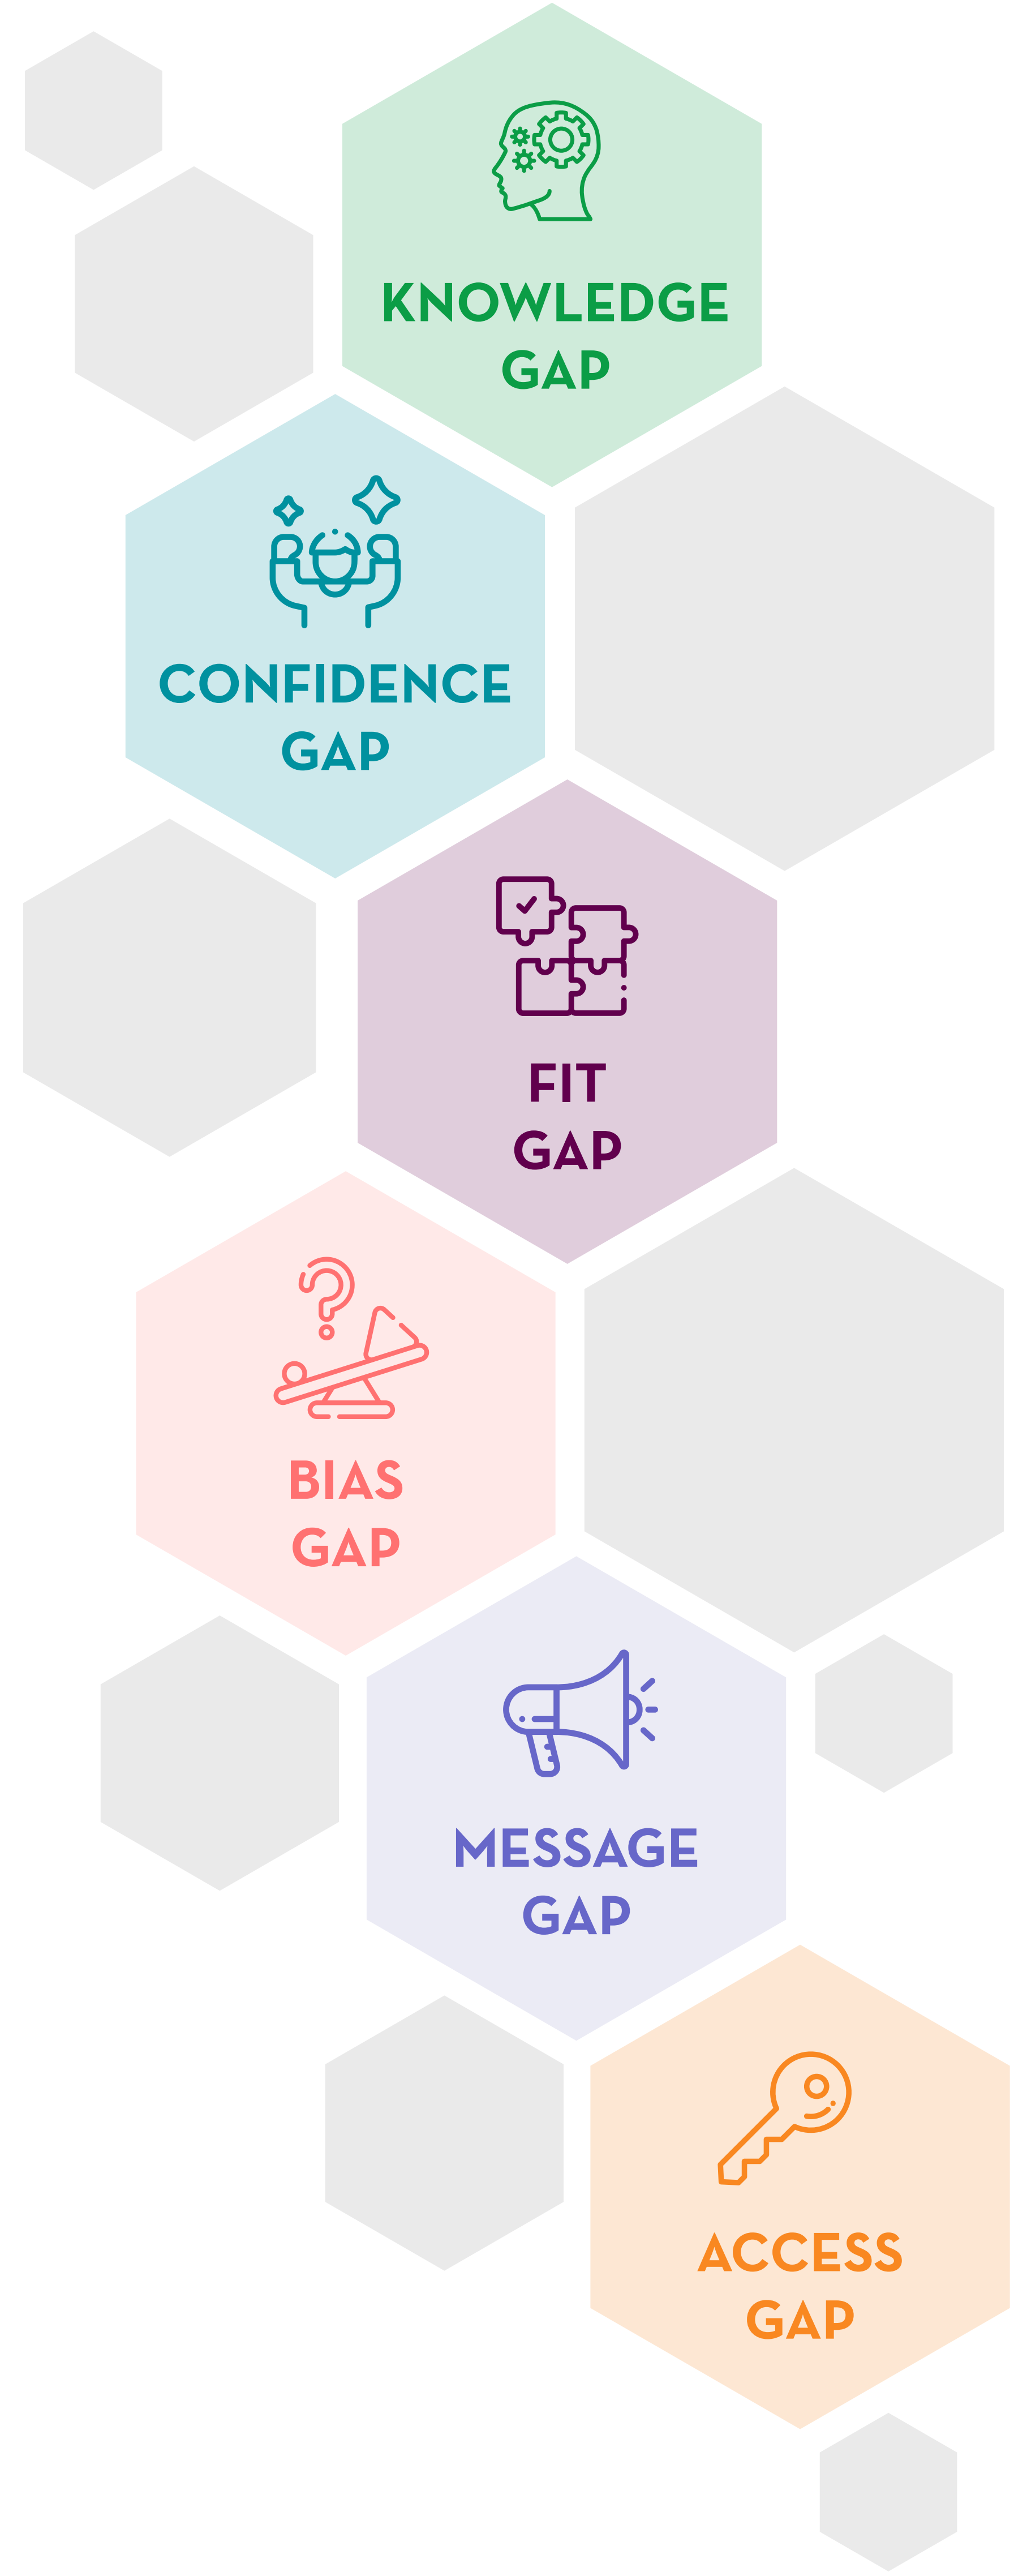 KNOWLEDGE
GAP
CONFIDENCE
GAP
FIT
GAP
BIAS
GAP
MESSAGE
GAP
ACCESS
GAP